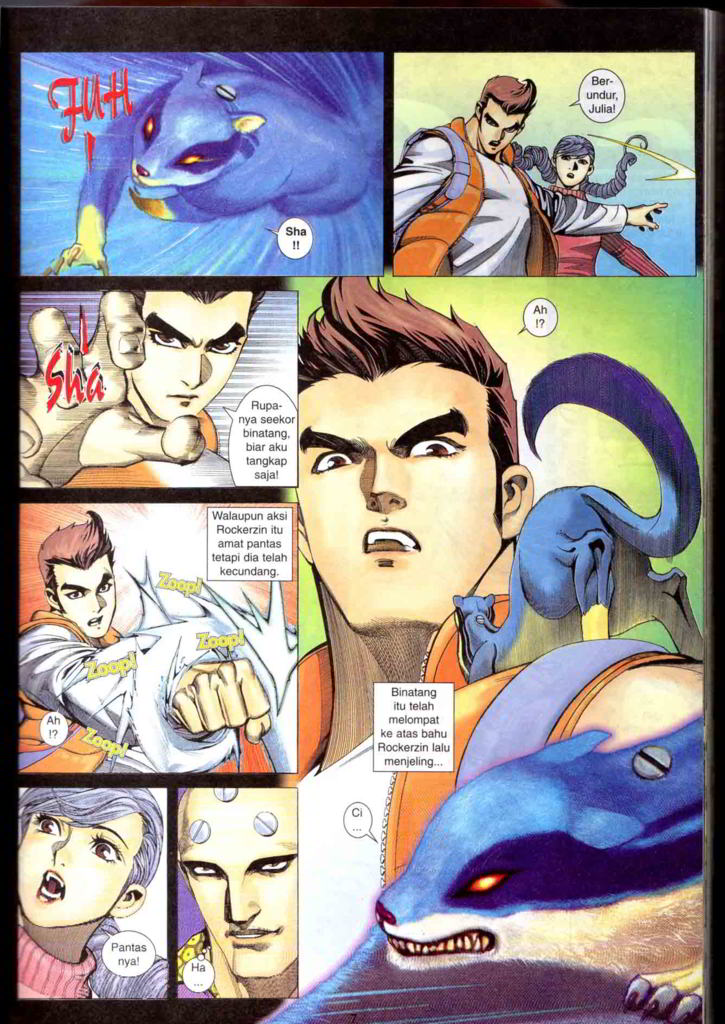 FUH
!
Sha
!!
Ber-
undur,
Julia!
!
Sha
Rupa-
nya seekor
binatang,
biar aku
tangkap
saja!
Ah
!?
Walaupun aksi
Rockerzin itu
amat pantas
tetapi dia telah
kecundang.
Zoop!
Zoop!
Zoop!
Zoop!
Ah
!?
Binatang
itu telah
melompat
ke atas bahu
Rockerzin lalu
menjeling...
Ci
...
Pantas
nya!
Ha
...
7